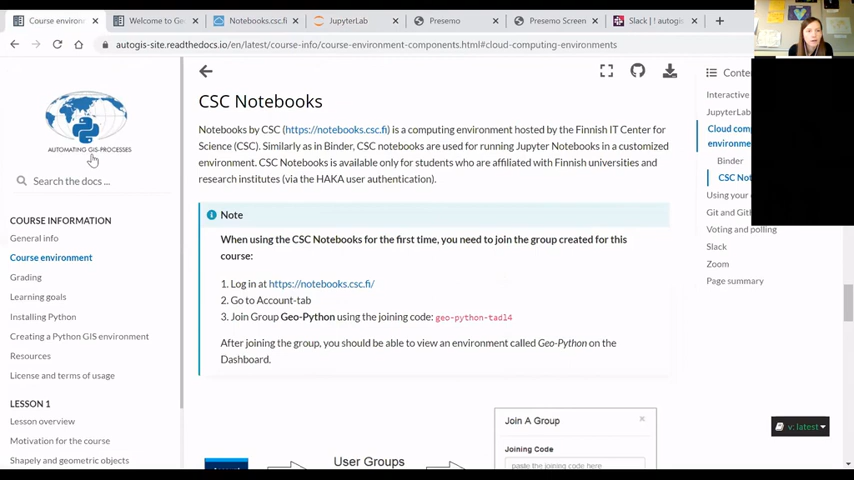 Course environ
Welcome to Ge
Notebooks.csc.fi
JupyterLab
Presemo
Presemo Screen
Slack | ! autogis
autogis-site.readthedocs.io/en/latest/course-info/course-environment-components.html#cloud-computing-environments
AUTOMATING GIS-PROCESSES
Search the docs ...
COURSE INFORMATION
General info
Course environment
Grading
Learning goals
Installing Python
Creating a Python GIS environment
Resources
License and terms of usage
LESSON 1
Lesson overview
Motivation for the course
Shapely and geometric objects
CSC Notebooks
Notebooks by CSC (https://notebooks.csc.fi) is a computing environment hosted by the Finnish IT Center for
Science (CSC). Similarly as in Binder, CSC notebooks are used for running Jupyter Notebooks in a customized
environment. CSC Notebooks is available only for students who are affiliated with Finnish universities and
research institutes (via the HAKA user authentication).
Note
When using the CSC Notebooks for the first time, you need to join the group created for this
course:
1. Log in at https://notebooks.csc.fi/
2. Go to Account-tab
3. Join Group Geo-Python using the joining code: geo-python-tadl4
After joining the group, you should be able to view an environment called Geo-Python on the
Dashboard.
User Groups
Join A Group
Joining Code
paste the joining code here
Conte
Interactive
JupyterLab
Cloud comp
environme
Binder
CSC Not
Using your o
Git and Gith
Voting and polling
Slack
Zoom
Page summary
v: latest